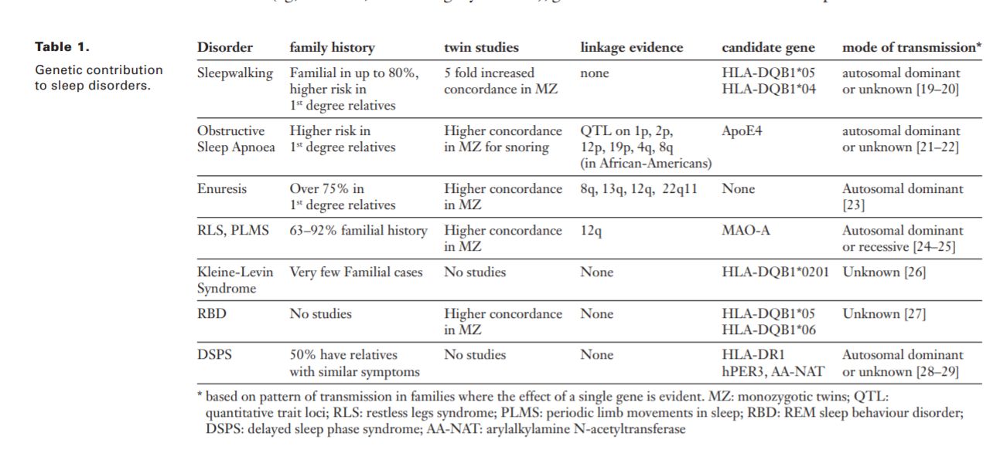 Table 1.
Genetic contribution
to sleep disorders.
Disorder family history twin studies linkage evidence candidate gene mode of transmission*
Sleepwalking Familial in up to 80%, 5 fold increased none HLA-DQB1*05 autosomal dominant
higher risk in concordance in MZ HLA-DQB1*04 or unknown [19–20]
1st degree relatives
Obstructive Higher risk in Higher concordance QTL on 1p, 2p, ApoE4 autosomal dominant
Sleep Apnoea 1st degree relatives in MZ for snoring 12p, 19p, 4q, 8q or unknown [21–22]
(in African-Americans)
Enuresis Over 75% in Higher concordance 8q, 13q, 12q, 22q11 None Autosomal dominant
1st degree relatives in MZ [23]
RLS, PLMS 63–92% familial history Higher concordance 12q MAO-A Autosomal dominant
in MZ or recessive [24–25]
Kleine-Levin Very few Familial cases No studies None HLA-DQB1*0201 Unknown [26]
Syndrome
RBD No studies Higher concordance None HLA-DQB1*05 Unknown [27]
in MZ HLA-DQB1*06
DSPS 50% have relatives No studies None HLA-DR1 Autosomal dominant
with similar symptoms hPER3, AA-NAT or unknown [28–29]
* based on pattern of transmission in families where the effect of a single gene is evident. MZ: monozygotic twins; QTL:
quantitative trait loci; RLS: restless legs syndrome; PLMS: periodic limb movements in sleep; RBD: REM sleep behaviour disorder;
DSPS: delayed sleep phase syndrome; AA-NAT: arylalkylamine N-acetyltransferase